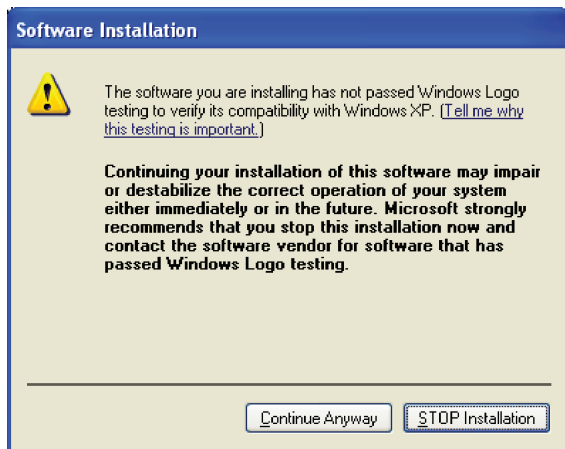 Software Installation
The software you are installing has not passed Windows Logo
testing to verify its compatibility with Windows XP. (Tell me why
this testing is important.)
Continuing your installation of this software may impair
or destabilize the correct operation of your system
either immediately or in the future. Microsoft strongly
recommends that you stop this installation now and
contact the software vendor for software that has
passed Windows Logo testing.
Continue Anyway
STOP Installation